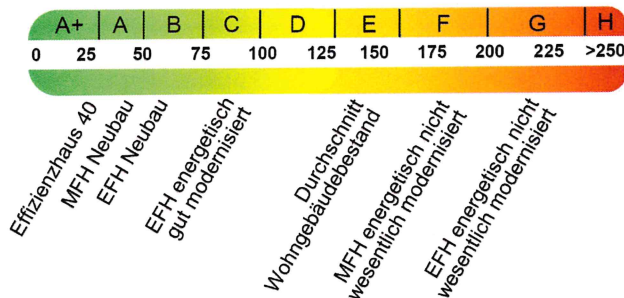 A+ A B C D E F G H
0 25 50 75 100 125 150 175 200 225 >250
Effizienzhaus 40
MFH Neubau
EFH Neubau
EFH energetisch
gut modernisiert
Durchschnitt
Wohngebäudebestand
MFH energetisch nicht
wesentlich modernisiert
EFH energetisch nicht
wesentlich modernisiert